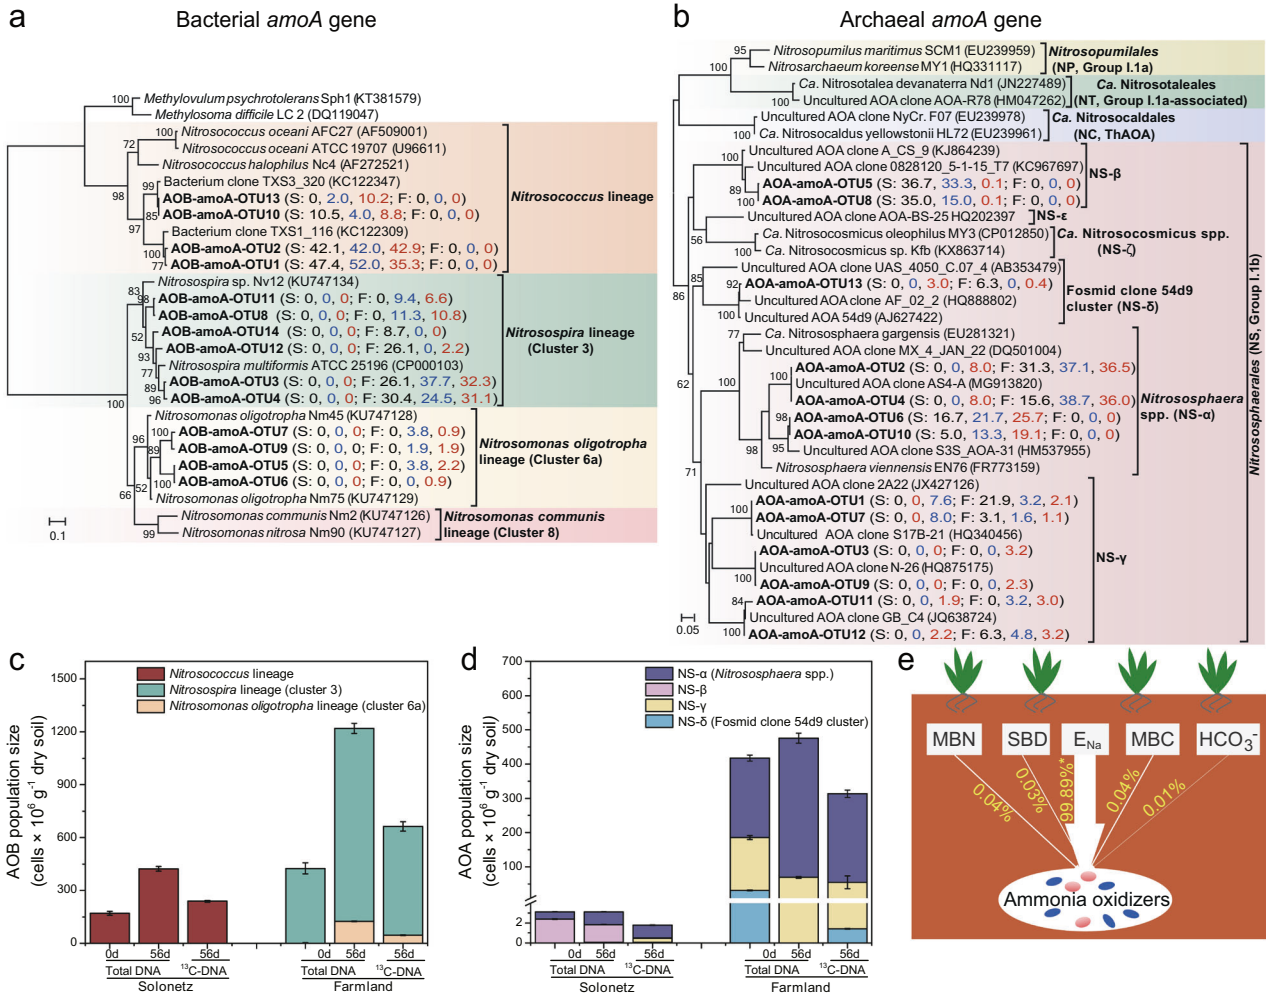 a Bacterial amoA gene
100 Methylovulum psychrotolerans Sph1 (KT381579)
Methylosoma difficile LC 2 (DQ119047)
100 Nitrosococcus oceani AFC27 (AF509001)
72 Nitrosococcus oceani ATCC 19707 (U96611)
Nitrosococcus halophilus Nc4 (AF272521)
99 Bacterium clone TXS3_320 (KC122347)
98 AOB-amoA-OTU13 (S: 0, 2.0, 10.2; F: 0, 0, 0)
Nitrosococcus lineage
85 AOB-amoA-OTU10 (S: 10.5, 4.0, 8.8; F: 0, 0, 0)
97 Bacterium clone TXS1_116 (KC122309)
AOB-amoA-OTU2 (S: 42.1, 42.0, 42.9; F: 0, 0, 0)
100
77 AOB-amoA-OTU1 (S: 47.4, 52.0, 35.3; F: 0, 0, 0)
Nitrosospira sp. Nv12 (KU747134)
83 98 AOB-amoA-OTU11 (S: 0, 0, 0; F: 0, 9.4, 6.6)
AOB-amoA-OTU8 (S: 0, 0, 0; F: 0, 11.3, 10.8)
52 AOB-amoA-OTU14 (S: 0, 0, 0; F: 8.7, 0, 0)
Nitrosospira lineage
(Cluster 3)
AOB-amoA-OTU12 (S: 0, 0, 0; F: 26.1, 0, 2.2)
93
77 Nitrosospira multiformis ATCC 25196 (CP000103)
89 AOB-amoA-OTU3 (S: 0, 0, 0; F: 26.1, 37.7, 32.3)
100 96 AOB-amoA-OTU4 (S: 0, 0, 0; F: 30.4, 24.5, 31.1)
Nitrosomonas oligotropha Nm45 (KU747128)
96 100 AOB-amoA-OTU7 (S: 0, 0, 0; F: 0, 3.8, 0.9)
89 AOB-amoA-OTU9 (S: 0, 0, 0; F: 0, 1.9, 1.9)
Nitrosomonas oligotropha
lineage (Cluster 6a)
AOB-amoA-OTU5 (S: 0, 0, 0; F: 0, 3.8, 2.2)
66 52 100 AOB-amoA-OTU6 (S: 0, 0, 0; F: 0, 0, 0.9)
Nitrosomonas oligotropha Nm75 (KU747129)
Nitrosomonas communis Nm2 (KU747126)
99 Nitrosomonas nitrosa Nm90 (KU747127)
Nitrosomonas communis
lineage (Cluster 8)
0.1
b Archaeal amoA gene
95 Nitrosopumilus maritimus SCM1 (EU239959)
100 Nitrosarchaeum koreense MY1 (HQ331117)
Nitrosopumilales
(NP, Group I.1a)
Ca. Nitrosotalea devanaterra Nd1 (JN227489)
100 Uncultured AOA clone AOA-R78 (HM047262)
Ca. Nitrosotaleales
(NT, Group I.1a-associated)
Uncultured AOA clone NyCr. F07 (EU239978)
100 Ca. Nitrosocaldus yellowstonii HL72 (EU239961)
Ca. Nitrosocaldales
(NC, ThAOA)
Uncultured AOA clone A_CS_9 (KJ864239)
100 Uncultured AOA clone 0828120_5-1-15_T7 (KC967697)
NS-β
89 AOA-amoA-OTU5 (S: 36.7, 33.3, 0.1; F: 0, 0, 0)
100 AOA-amoA-OTU8 (S: 35.0, 15.0, 0.1; F: 0, 0, 0)
Uncultured AOA clone AOA-BS-25 HQ202397
NS-ε
56 Ca. Nitrosocosmicus oleophilus MY3 (CP012850)
100 Ca. Nitrosocosmicus sp. Kfb (KX863714)
Ca. Nitrosocosmicus spp.
(NS-ζ)
Uncultured AOA clone UAS_4050_C.07_4 (AB353479)
86 85 92 AOA-amoA-OTU13 (S: 0, 0, 3.0; F: 6.3, 0, 0.4)
Uncultured AOA clone AF_02_2 (HQ888802)
100 Uncultured AOA 54d9 (AJ627422)
Fosmid clone 54d9
cluster (NS-δ)
77 Ca. Nitrososphaera gargensis (EU281321)
Uncultured AOA clone MX_4_JAN_22 (DQ501004)
62 100 AOA-amoA-OTU2 (S: 0, 0, 8.0; F: 31.3, 37.1, 36.5)
100 Uncultured AOA clone AS4-A (MG913820)
AOA-amoA-OTU4 (S: 0, 0, 8.0; F: 15.6, 38.7, 36.0)
98 AOA-amoA-OTU6 (S: 16.7, 21.7, 25.7; F: 0, 0, 0)
Nitrososphaera
spp. (NS-α)
AOA-amoA-OTU10 (S: 5.0, 13.3, 19.1; F: 0, 0, 0)
98 95 Uncultured AOA clone S3S_AOA-31 (HM537955)
71 Nitrososphaera viennensis EN76 (FR773159)
Uncultured AOA clone 2A22 (JX427126)
AOA-amoA-OTU1 (S: 0, 0, 7.6; F: 21.9, 3.2, 2.1)
100 AOA-amoA-OTU7 (S: 0, 0, 8.0; F: 3.1, 1.6, 1.1)
Uncultured AOA clone S17B-21 (HQ340456)
AOA-amoA-OTU3 (S: 0, 0, 0; F: 0, 0, 3.2)
NS-γ
100 Uncultured AOA clone N-26 (HQ875175)
AOA-amoA-OTU9 (S: 0, 0, 0; F: 0, 0, 2.3)
84 AOA-amoA-OTU11 (S: 0, 0, 1.9; F: 0, 3.2, 3.0)
Uncultured AOA clone GB_C4 (JQ638724)
100 AOA-amoA-OTU12 (S: 0, 0, 2.2; F: 6.3, 4.8, 3.2)
0.05
Nitrososphaerales (NS, Group I.1b)
c
AOB population size
(cells × 10⁶ g⁻¹ dry soil)
1500
1200
900
600
300
0
Nitrosococcus lineage
Nitrosospira lineage (cluster 3)
Nitrosomonas oligotropha lineage (cluster 6a)
0d 56d 56d 0d 56d 56d
Total DNA ¹³C-DNA Total DNA ¹³C-DNA
Solonetz Farmland
d
AOA population size
(cells × 10⁶ g⁻¹ dry soil)
700
600
500
400
300
200
100
2
0
NS-α (Nitrososphaera spp.)
NS-β
NS-γ
NS-δ (Fosmid clone 54d9 cluster)
0d 56d 56d 0d 56d 56d
Total DNA ¹³C-DNA Total DNA ¹³C-DNA
Solonetz Farmland
e
MBN SBD E_Na MBC HCO₃⁻
0.04% 0.03% 99.89%* 0.04% 0.01%
Ammonia oxidizers